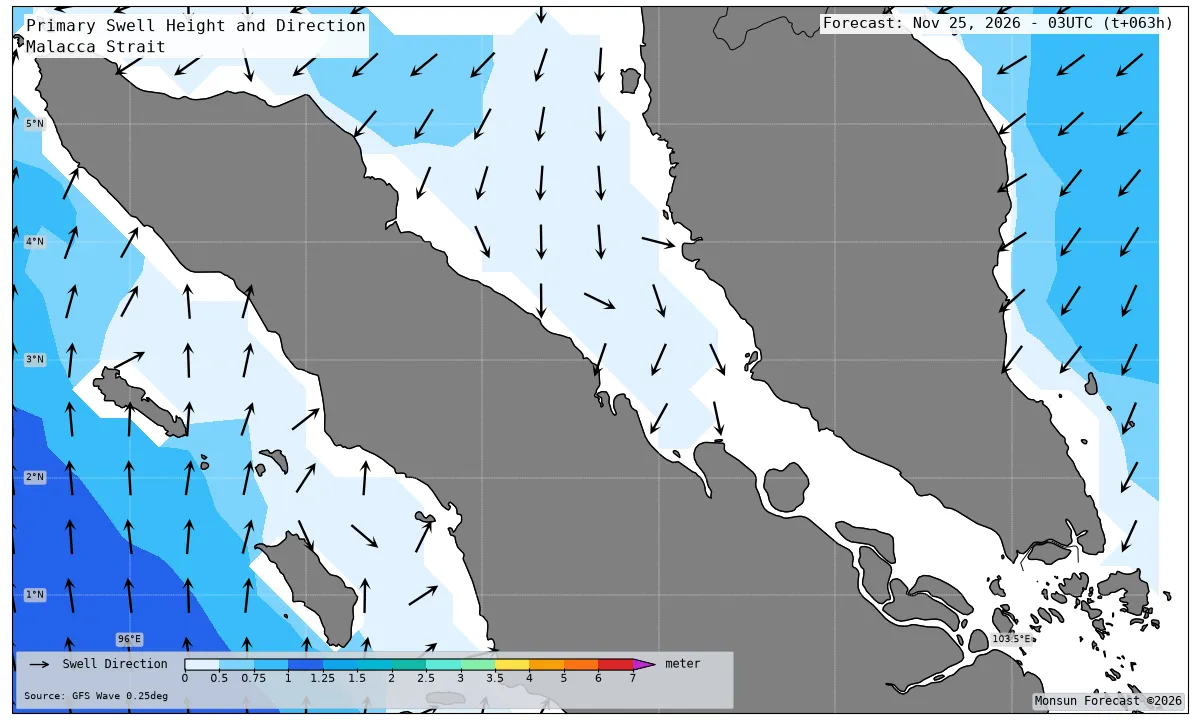 Primary Swell Height and Direction
Malacca Strait
Forecast: Nov 25, 2026 - 03UTC (t+063h)
5°N
4°N
3°N
2°N
1°N
96°E
103.5°E
Swell Direction
0 0.5 0.75 1 1.25 1.5 2 2.5 3 3.5 4 5 6 7
meter
Source: GFS Wave 0.25deg
Monsun Forecast ©2026